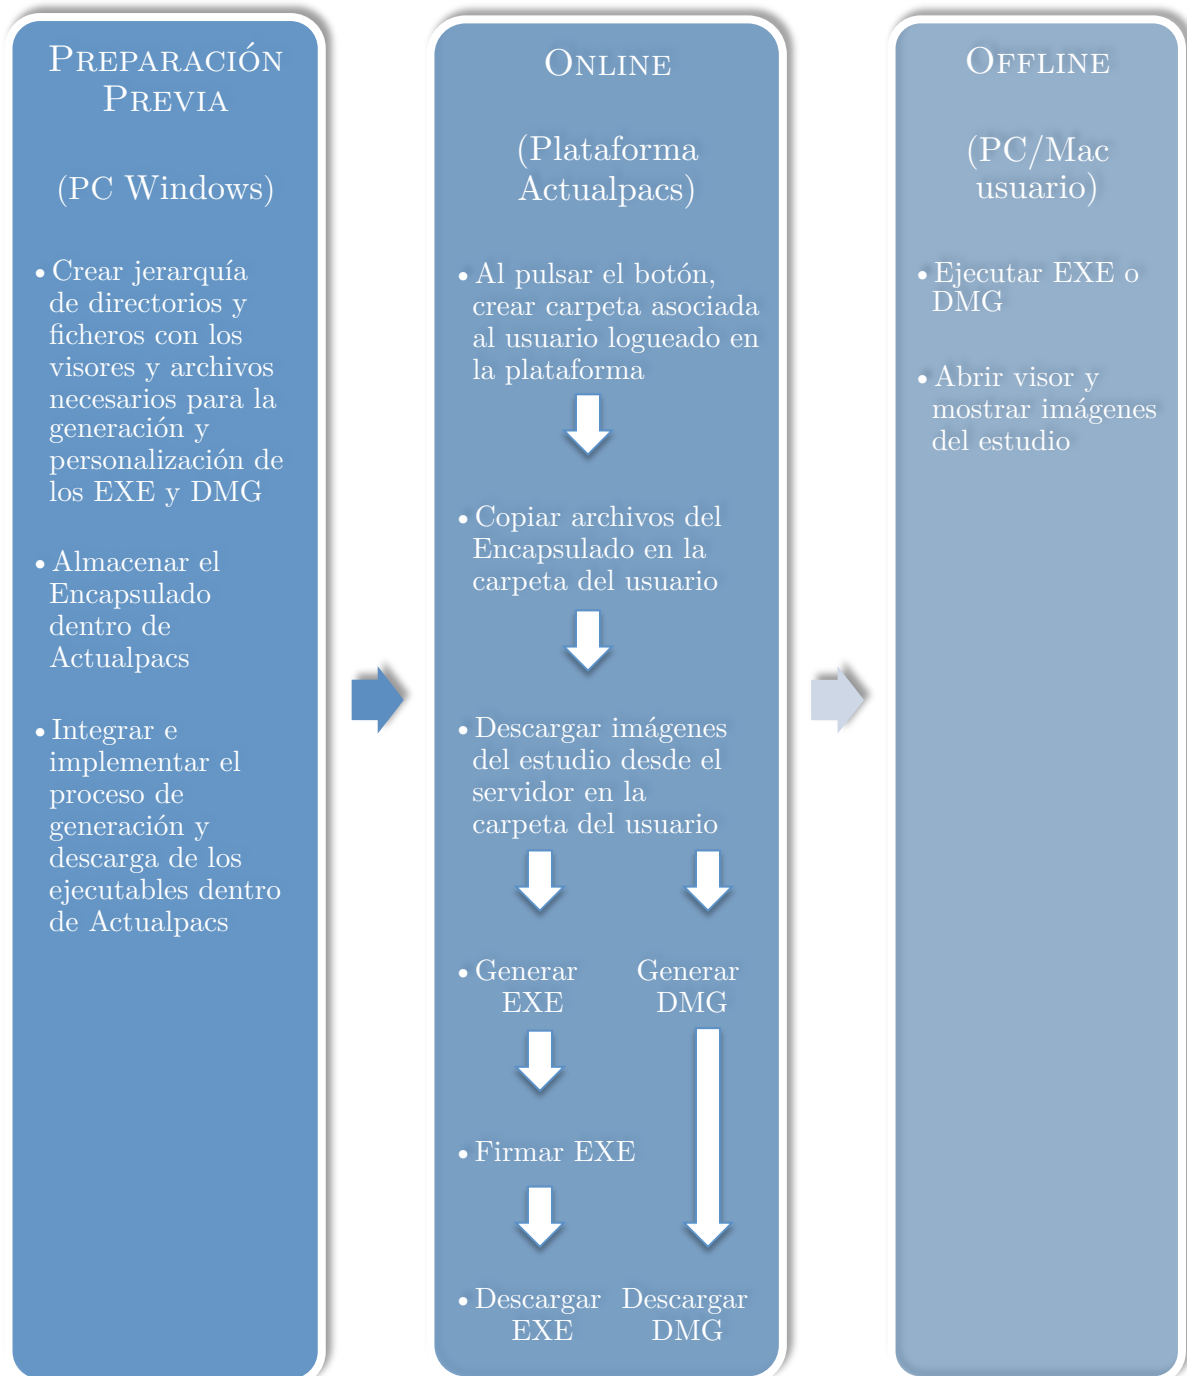 PREPARACIÓN
PREVIA
(PC Windows)
• Crear jerarquía
de directorios y
ficheros con los
visores y archivos
necesarios para la
generación y
personalización de
los EXE y DMG
• Almacenar el
Encapsulado
dentro de
Actualpacs
• Integrar e
implementar el
proceso de
generación y
descarga de los
ejecutables dentro
de Actualpacs
ONLINE
(Plataforma
Actualpacs)
• Al pulsar el botón,
crear carpeta asociada
al usuario logueado en
la plataforma
• Copiar archivos del
Encapsulado en la
carpeta del usuario
• Descargar imágenes
del estudio desde el
servidor en la
carpeta del usuario
• Generar
EXE
Generar
DMG
• Firmar EXE
• Descargar
EXE
Descargar
DMG
OFFLINE
(PC/Mac
usuario)
• Ejecutar EXE o
DMG
• Abrir visor y
mostrar imágenes
del estudio